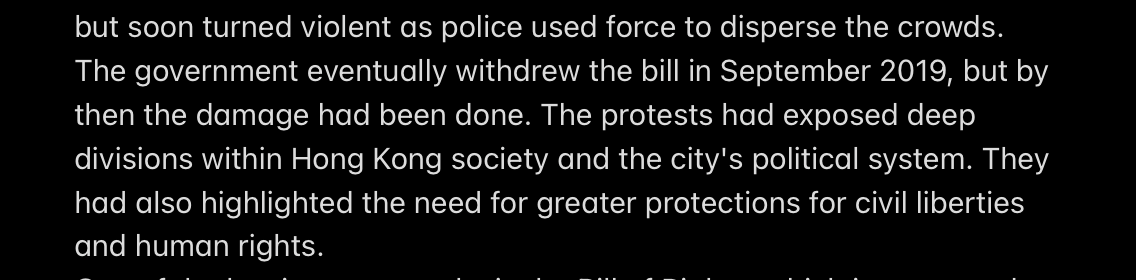 but soon turned violent as police used force to disperse the crowds.
The government eventually withdrew the bill in September 2019, but by
then the damage had been done. The protests had exposed deep
divisions within Hong Kong society and the city's political system. They
had also highlighted the need for greater protections for civil liberties
and human rights.